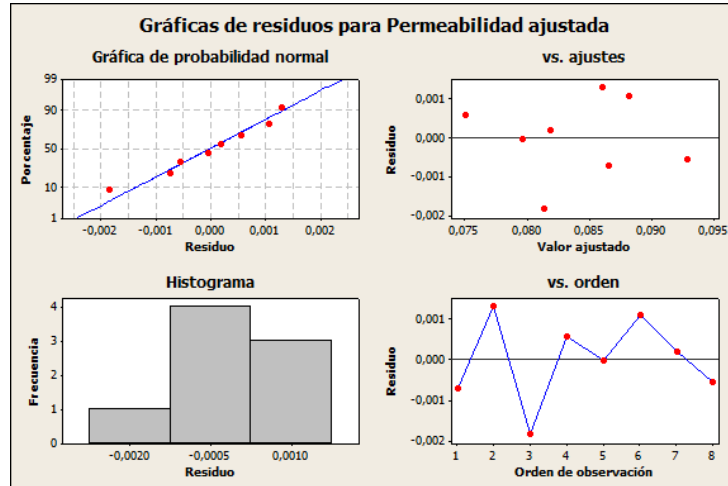 Gráficas de residuos para Permeabilidad ajustada
Gráfica de probabilidad normal
99
90
50
10
1
Porcentaje
-0,002 -0,001 0,000 0,001 0,002
Residuo
vs. ajustes
0,001
0,000
-0,001
-0,002
Residuo
0,075 0,080 0,085 0,090 0,095
Valor ajustado
Histograma
4
3
2
1
0
Frecuencia
-0,0020 -0,0005 0,0010
Residuo
vs. orden
0,001
0,000
-0,001
-0,002
Residuo
1 2 3 4 5 6 7 8
Orden de observación